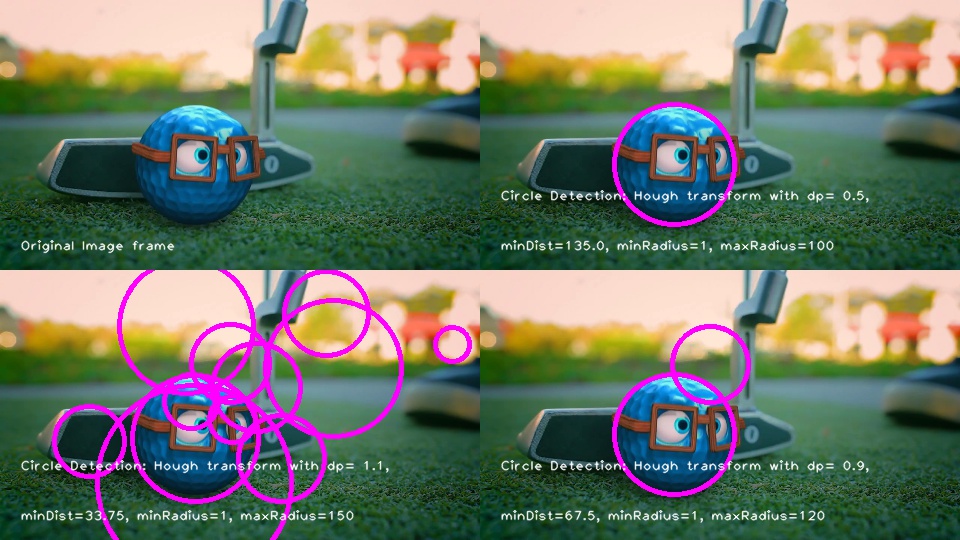 Original Image frame
Circle Detection: Hough transform with dp= 0.5,
minDist=135.0, minRadius=1, maxRadius=100
Circle Detection: Hough transform with dp= 1.1,
minDist=33.75, minRadius=1, maxRadius=150
Circle Detection: Hough transform with dp= 0.9,
minDist=67.5, minRadius=1, maxRadius=120